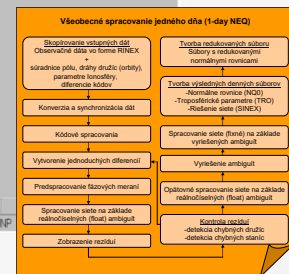 Všeobecné spracovanie jedného dňa (1-day NEQ)
Skopírovanie vstupných dát
Observačné dáta vo forme RINEX
+
súradnice pólu, dráhy družíc (orbity),
parametre Ionosféry,
diferencie kódov
Konverzia a synchronizácia dát
Kódové spracovania
Vytvorenie jednoduchých diferencií
Predspracovanie fázových meraní
Spracovanie siete na základe
reálnočíselných (float) ambiguít
Zobrazenie rezíduí
Tvorba redukovaných súboru
Súbory s redukovanými
normálnymi rovnicami
Tvorba výsledných denných súborov
-Normálne rovnice (NQ0)
-Troposférické parametre (TRO)
-Riešenie siete (SINEX)
Spracovanie siete (fixné) na základe
vyriešených ambiguít
Vyriešenie ambiguít
Opätovné spracovanie siete na základe
reálnočíselných (float) ambiguít
Kontrola rezíduí
-detekcia chybných družíc
-detekcia chybných staníc
NP